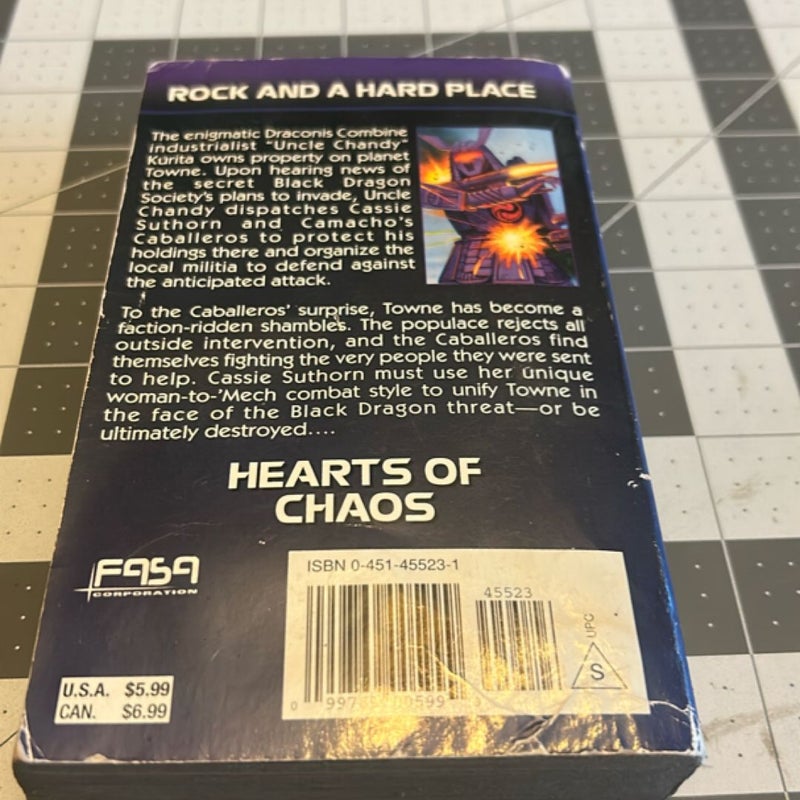 ROCK AND A HARD PLACE
The enigmatic Draconis Combine
industrialist "Uncle Chandy"
Kurita owns property on planet
Towne. Upon hearing news of
the secret Black Dragon
Society's plans to invade, Uncle
Chandy dispatches Cassie
Suthorn and Camacho's
Caballeros to protect his
holdings there and organize the
local militia to defend against
the anticipated attack.
To the Caballeros' surprise, Towne has become a
faction-ridden shambles. The populace rejects all
outside intervention, and the Caballeros find
themselves fighting the very people they were sent
to help. Cassie Suthorn must use her unique
woman-to-'Mech combat style to unify Towne in
the face of the Black Dragon threat—or be
ultimately destroyed....
HEARTS OF
CHAOS
FASA
CORPORATION
ISBN 0-451-45523-1
45523
UPC
S
0
U.S.A. $5.99
CAN. $6.99